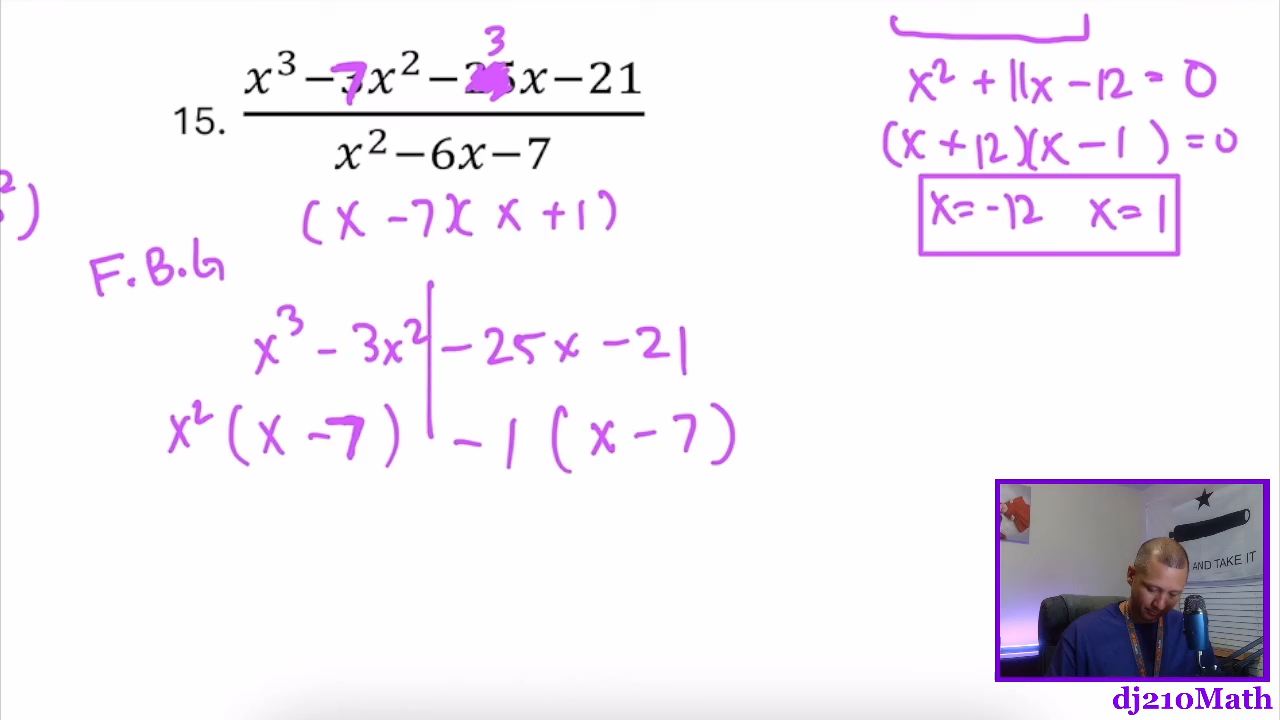 3
x³ – 7x² – x – 21
15.
x² – 6x – 7
(x – 7)(x + 1)
²)
F.B.G
x³ – 3x² | – 25x – 21
x² (x – 7) | – 1 (x – 7)
x² + 11x – 12 = 0
(x + 12)(x – 1) = 0
x = -12 x = 1
AND TAKE IT
dj210Math